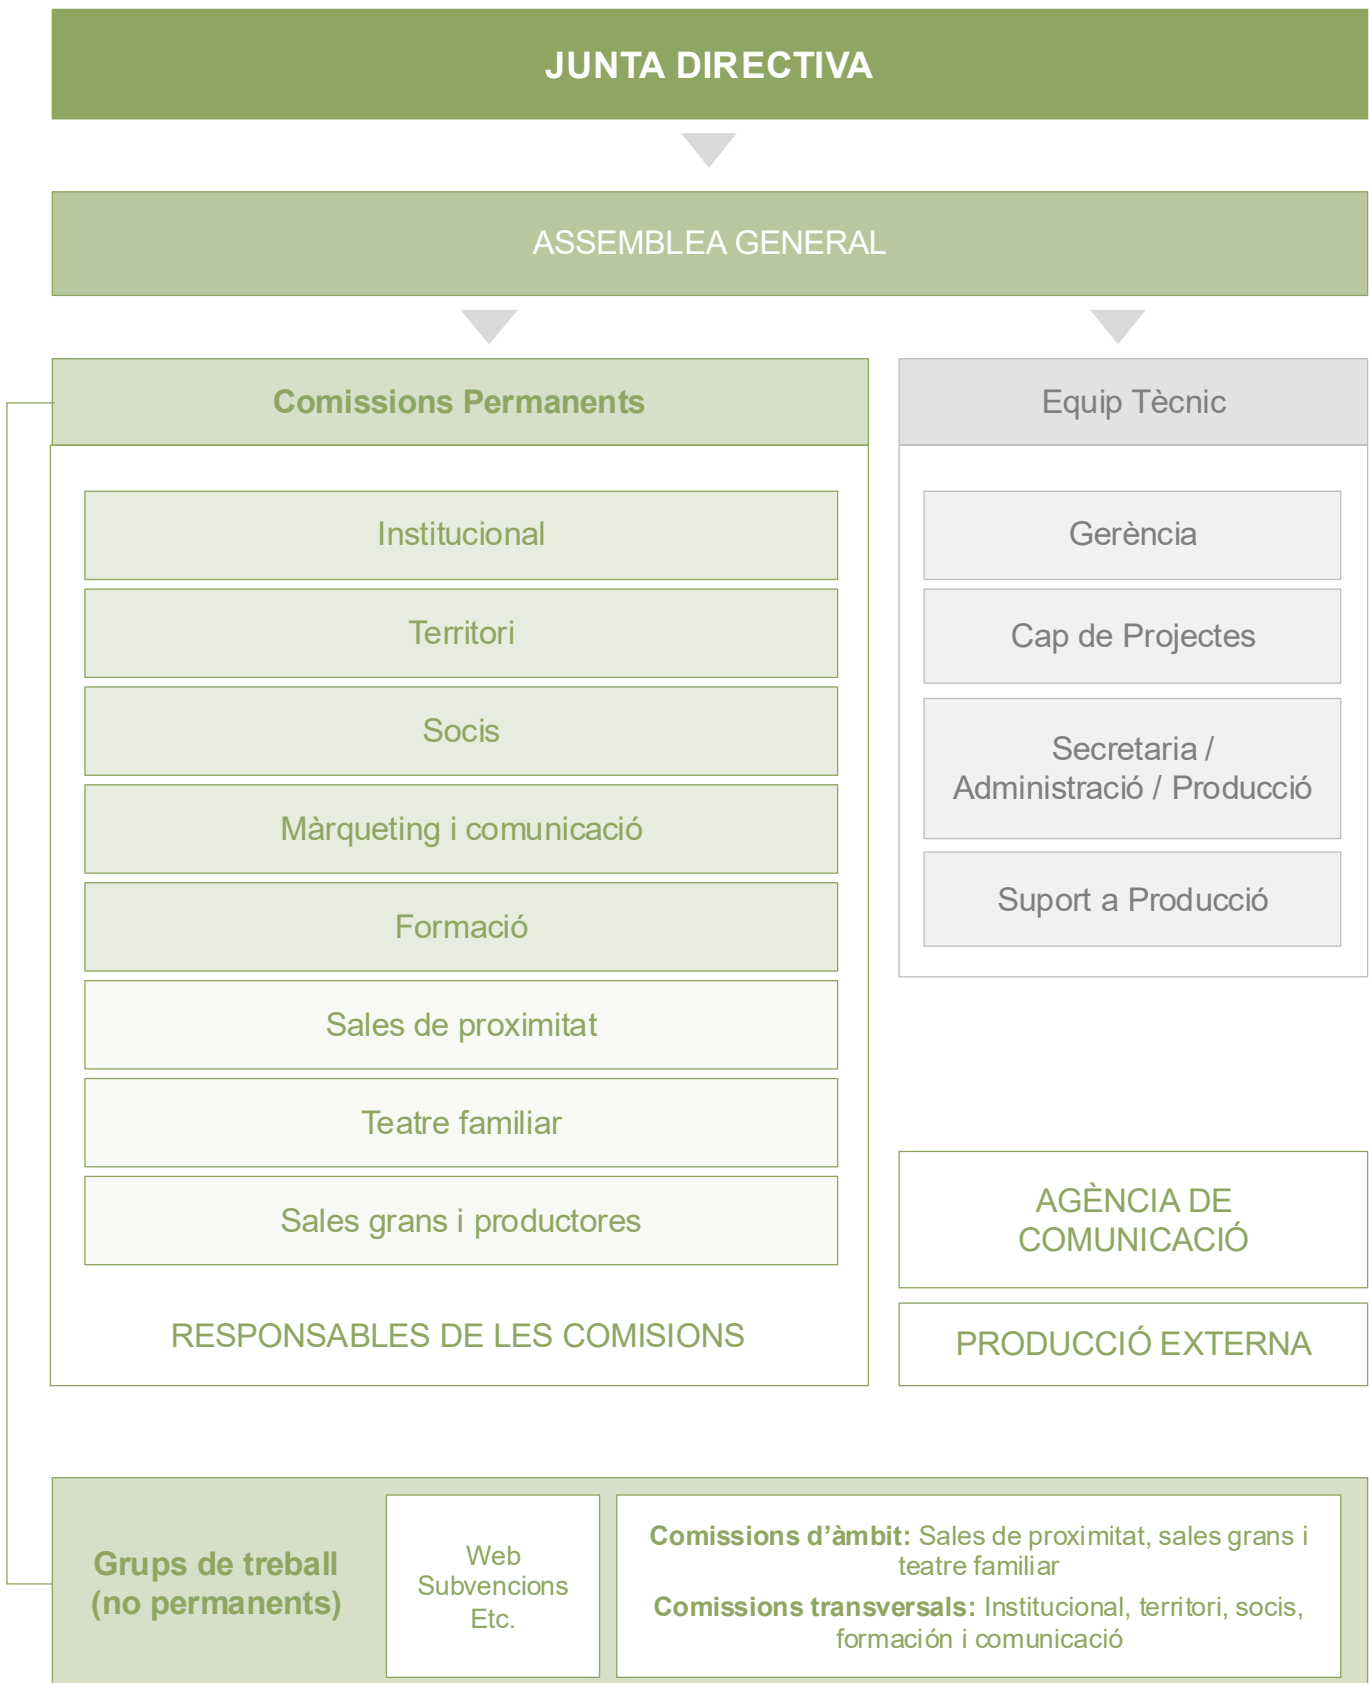 JUNTA DIRECTIVA
ASSEMBLEA GENERAL
Comissions Permanents
Institucional
Territori
Socis
Màrqueting i comunicació
Formació
Sales de proximitat
Teatre familiar
Sales grans i productores
RESPONSABLES DE LES COMISIONS
Equip Tècnic
Gerència
Cap de Projectes
Secretaria /
Administració / Producció
Suport a Producció
AGÈNCIA DE
COMUNICACIÓ
PRODUCCIÓ EXTERNA
Grups de treball
(no permanents)
Web
Subvencions
Etc.
Comissions d’àmbit: Sales de proximitat, sales grans i
teatre familiar
Comissions transversals: Institucional, territori, socis,
formación i comunicació